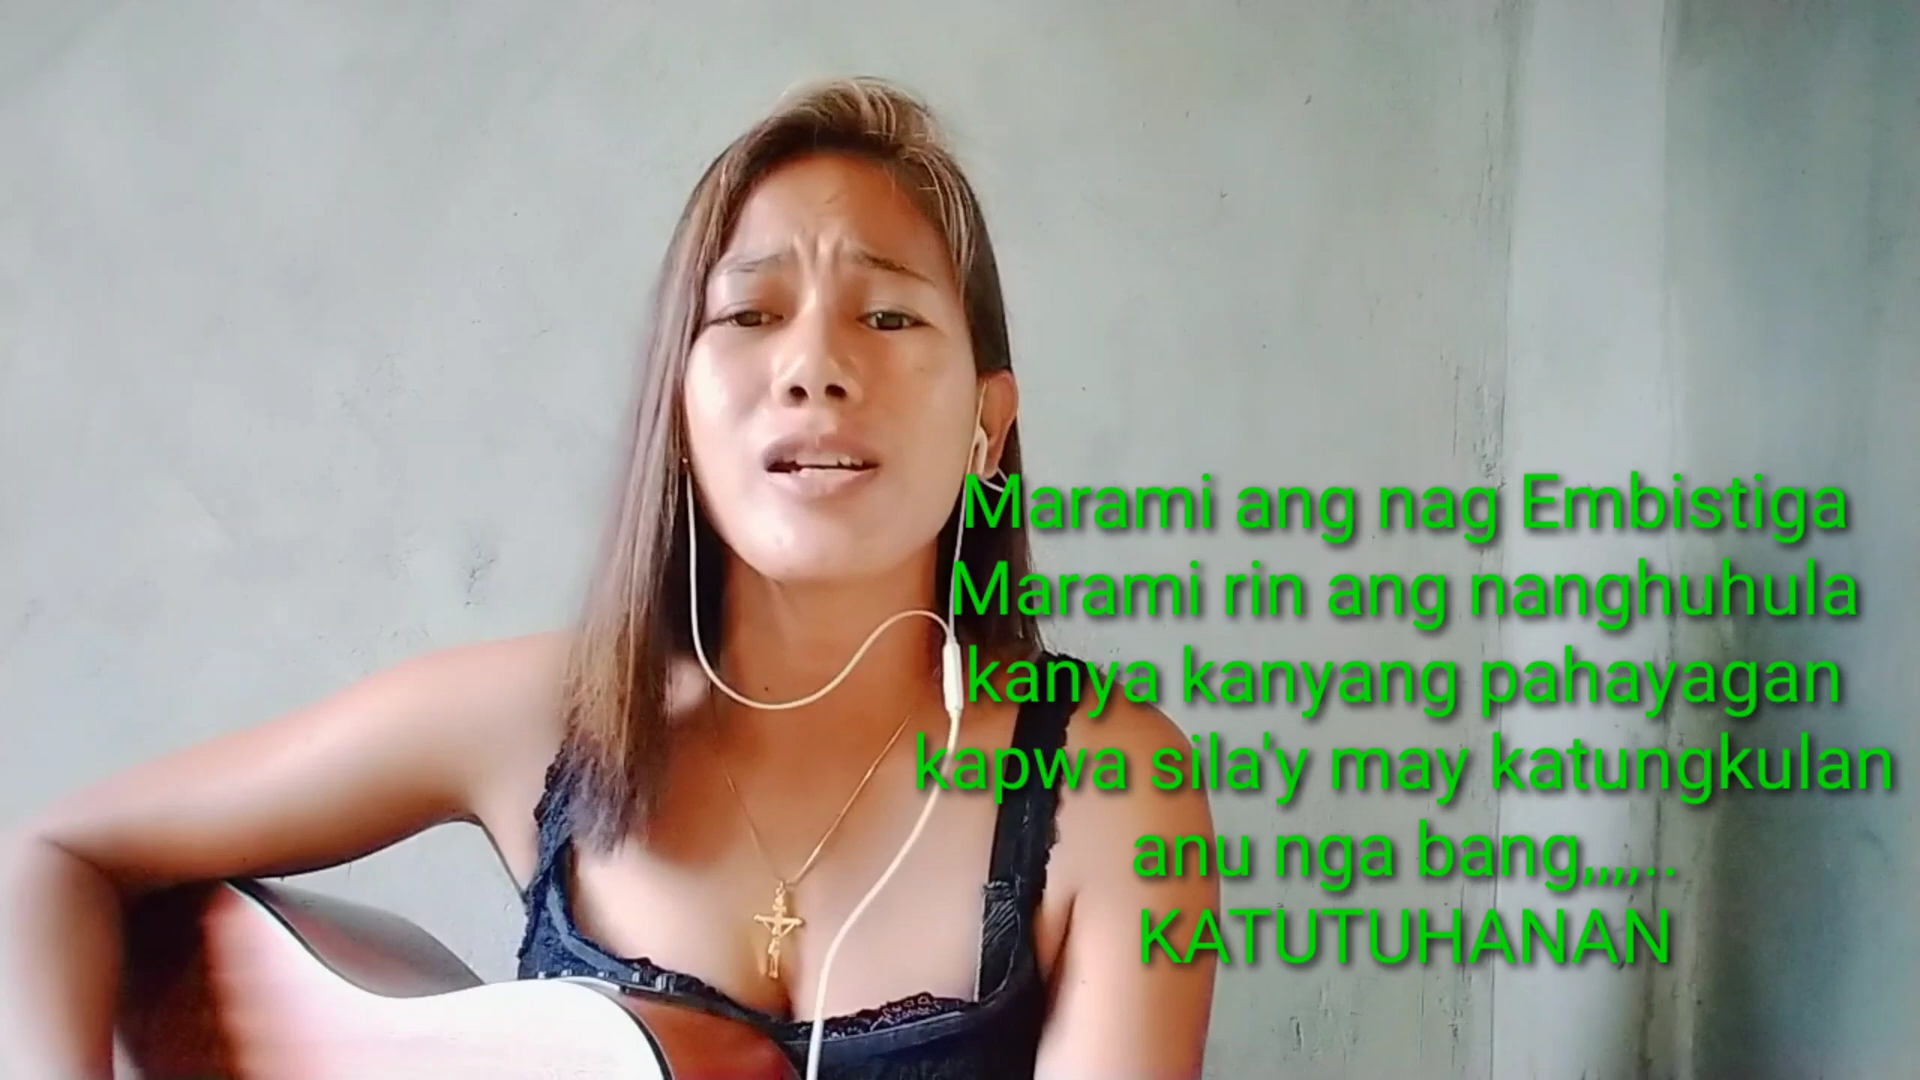 Marami ang nag Embistiga
Marami rin ang nanghuhula
kanya kanyang pahayagan
kapwa sila'y may katungkulan
anu nga bang,,,,..
KATUTUHANAN